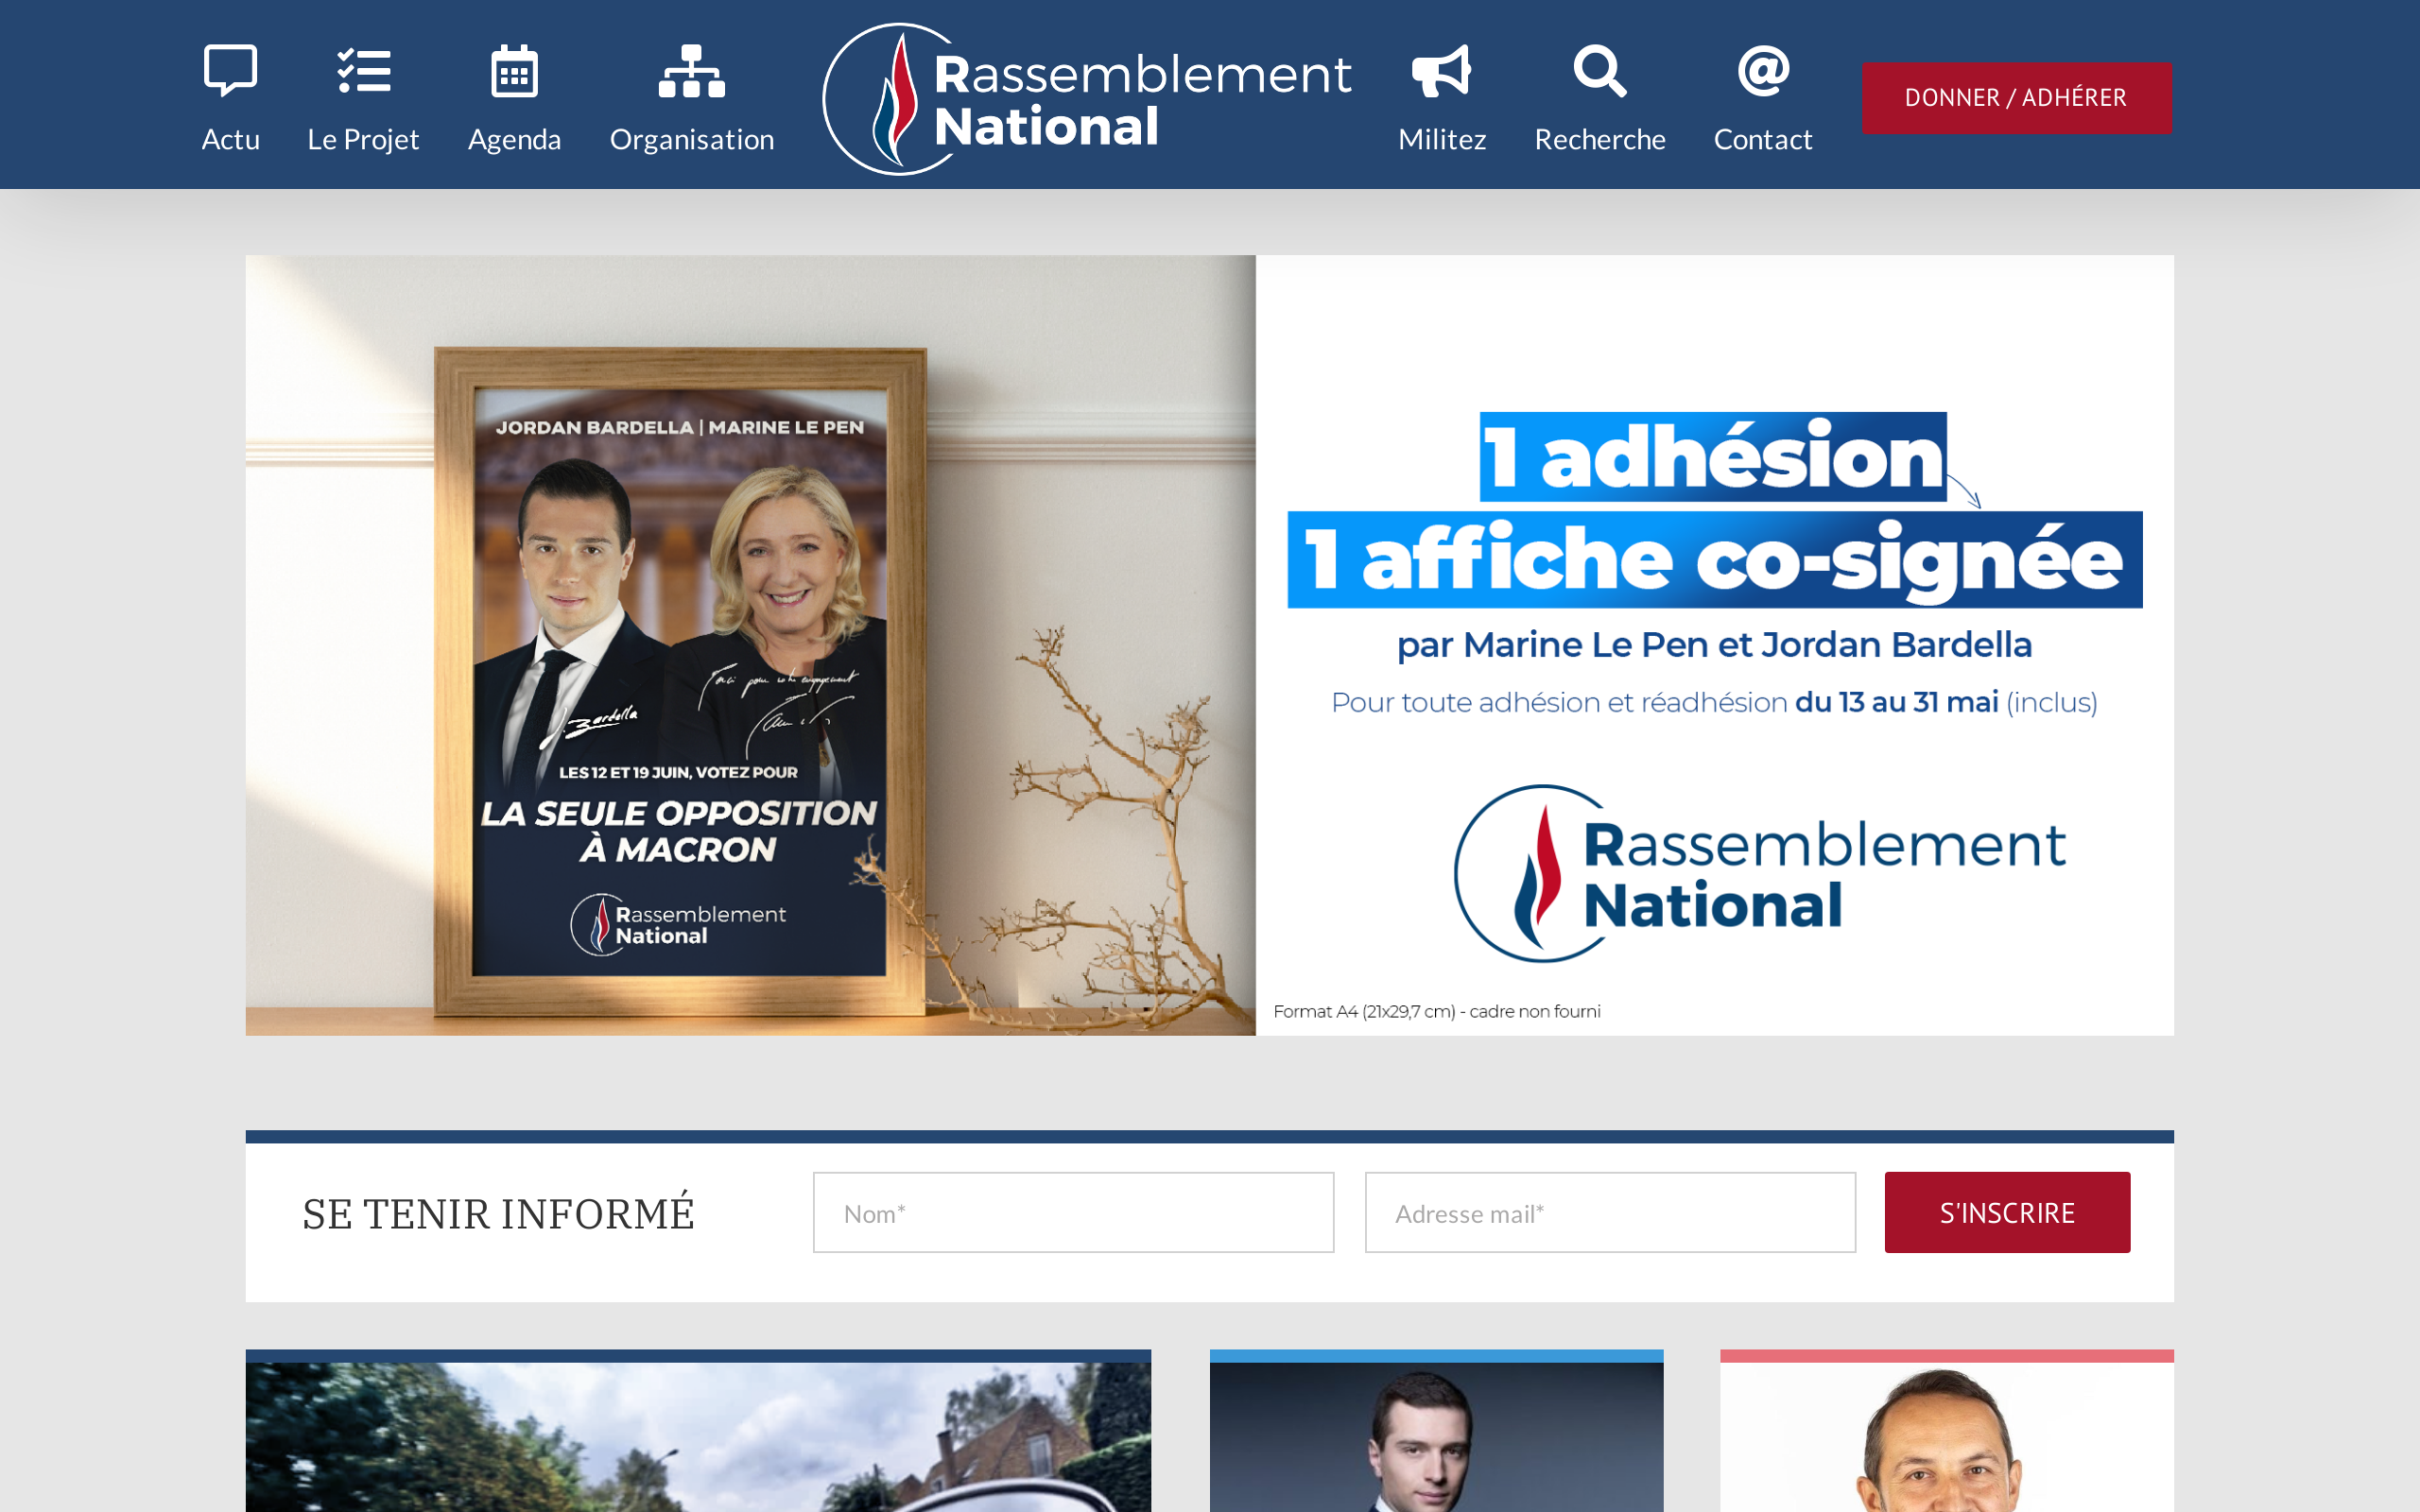 Actu
Le Projet
Agenda
Organisation
Rassemblement
National
Militez
Recherche
Contact
DONNER / ADHÉRER
JORDAN BARDELLA | MARINE LE PEN
J. Bardella
LES 12 ET 19 JUIN, VOTEZ POUR
LA SEULE OPPOSITION
À MACRON
Rassemblement
National
1 adhésion
1 affiche co-signée
par Marine Le Pen et Jordan Bardella
Pour toute adhésion et réadhésion du 13 au 31 mai (inclus)
Rassemblement
National
Format A4 (21x29,7 cm) - cadre non fourni
SE TENIR INFORMÉ
Nom*
Adresse mail*
S'INSCRIRE